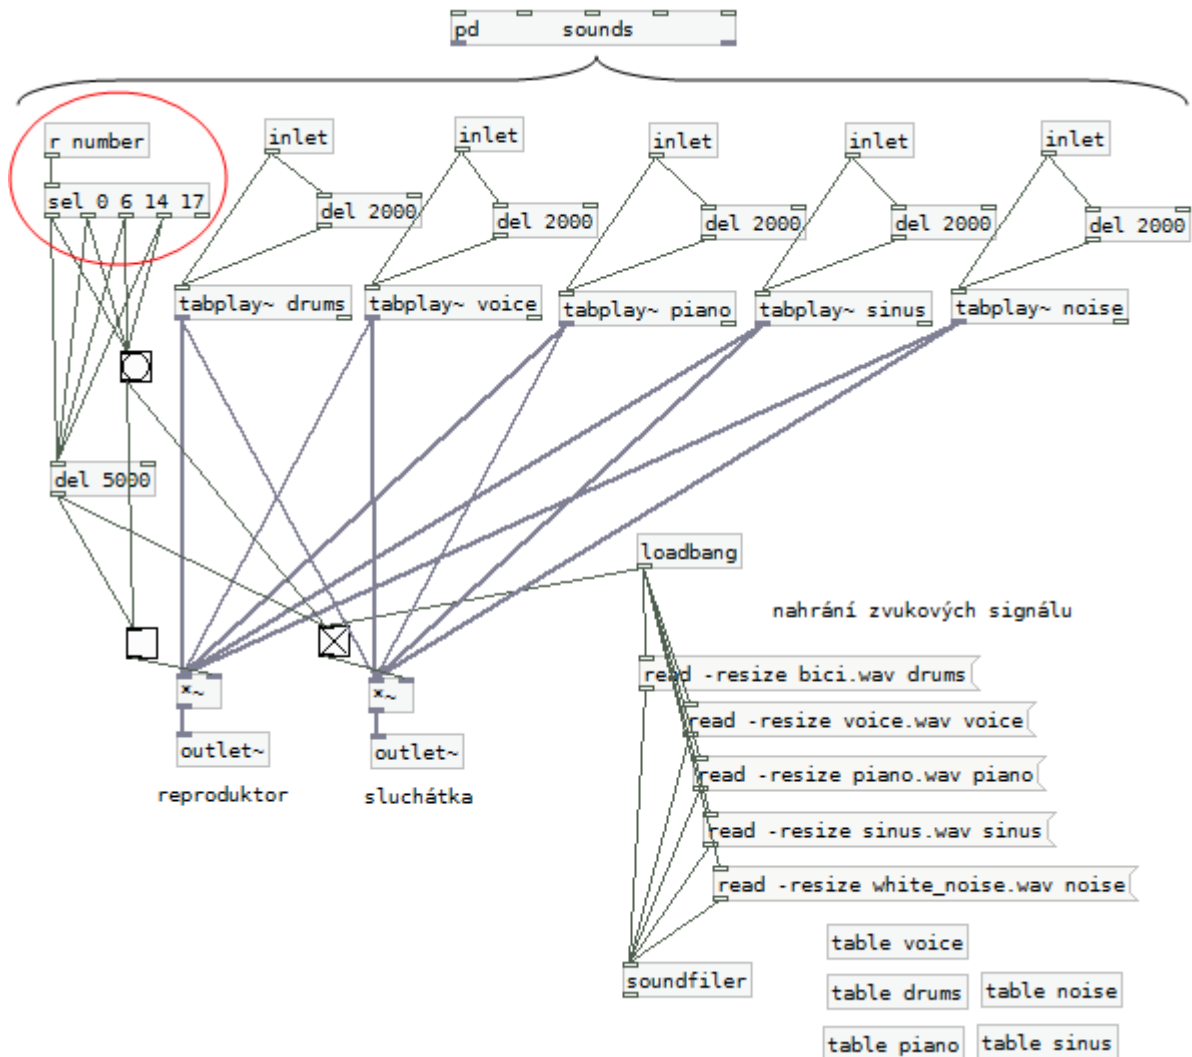 pd sounds
r number
inlet
inlet
inlet
inlet
inlet
sel 0 6 14 17
del 2000
del 2000
del 2000
del 2000
del 2000
tabplay~ drums
tabplay~ voice
tabplay~ piano
tabplay~ sinus
tabplay~ noise
del 5000
loadbang
nahrání zvukových signálu
read -resize bici.wav drums
read -resize voice.wav voice
read -resize piano.wav piano
read -resize sinus.wav sinus
read -resize white_noise.wav noise
*~
*~
outlet~
outlet~
reproduktor
sluchátka
soundfiler
table voice
table drums
table noise
table piano
table sinus